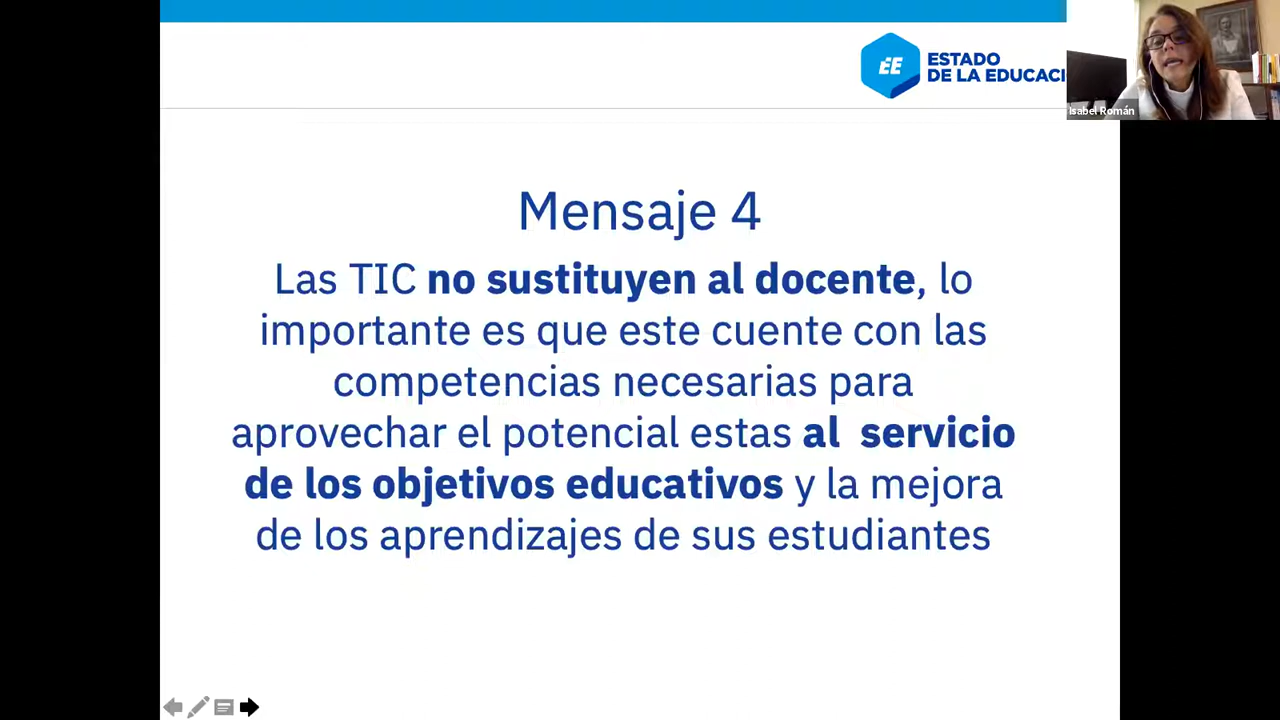 ÉE
ESTADO
DE LA EDUCACI
Isabel Román
Mensaje 4
Las TIC no sustituyen al docente, lo
importante es que este cuente con las
competencias necesarias para
aprovechar el potencial estas al servicio
de los objetivos educativos y la mejora
de los aprendizajes de sus estudiantes